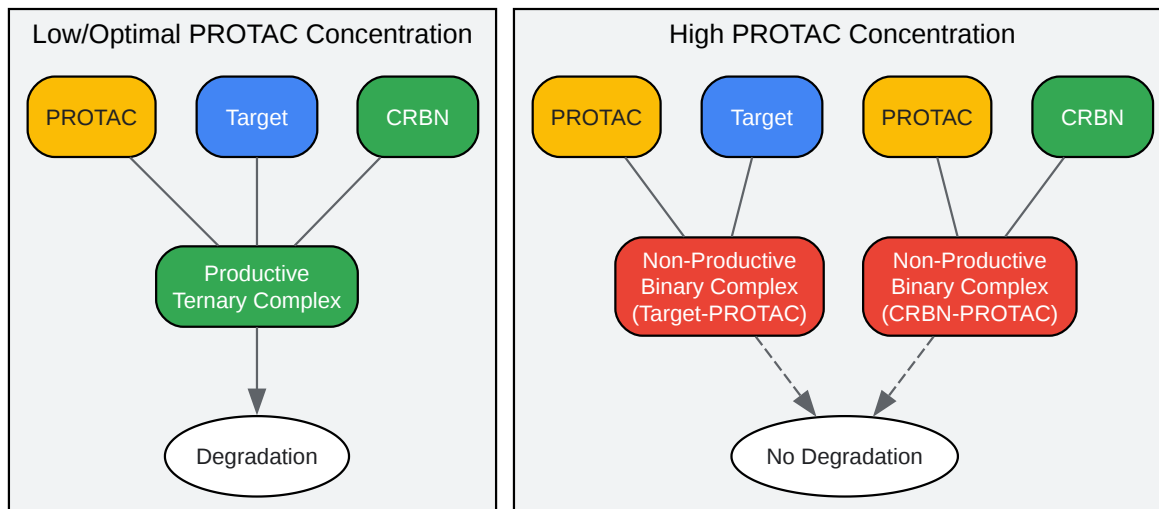 Low/Optimal PROTAC Concentration
PROTAC
Target
CRBN
Productive
Ternary Complex
Degradation
High PROTAC Concentration
PROTAC
Target
PROTAC
CRBN
Non-Productive
Binary Complex
(Target-PROTAC)
Non-Productive
Binary Complex
(CRBN-PROTAC)
No Degradation